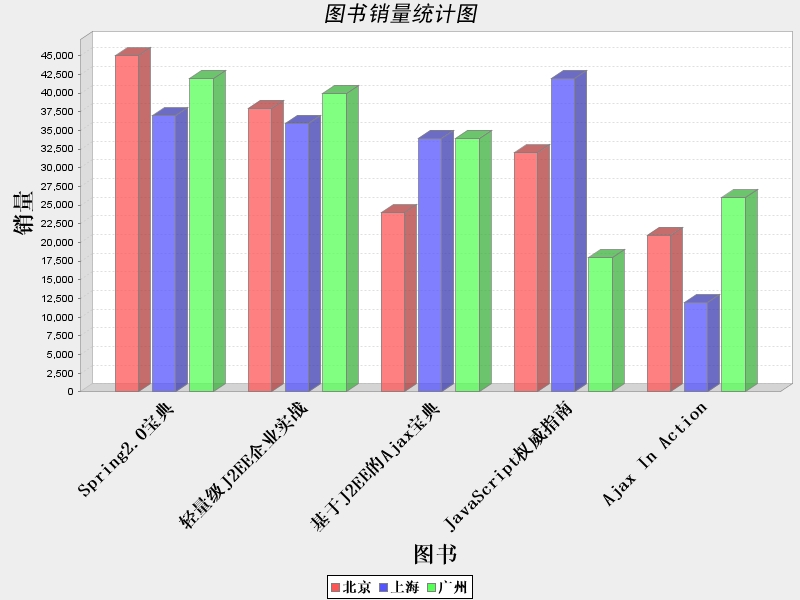 图书销量统计图
销量
45,000
42,500
40,000
37,500
35,000
32,500
30,000
27,500
25,000
22,500
20,000
17,500
15,000
12,500
10,000
7,500
5,000
2,500
0
Spring2.0宝典
轻量级J2EE企业实战
基于J2EE的Ajax宝典
JavaScript权威指南
Ajax In Action
图书
北京 上海 广州